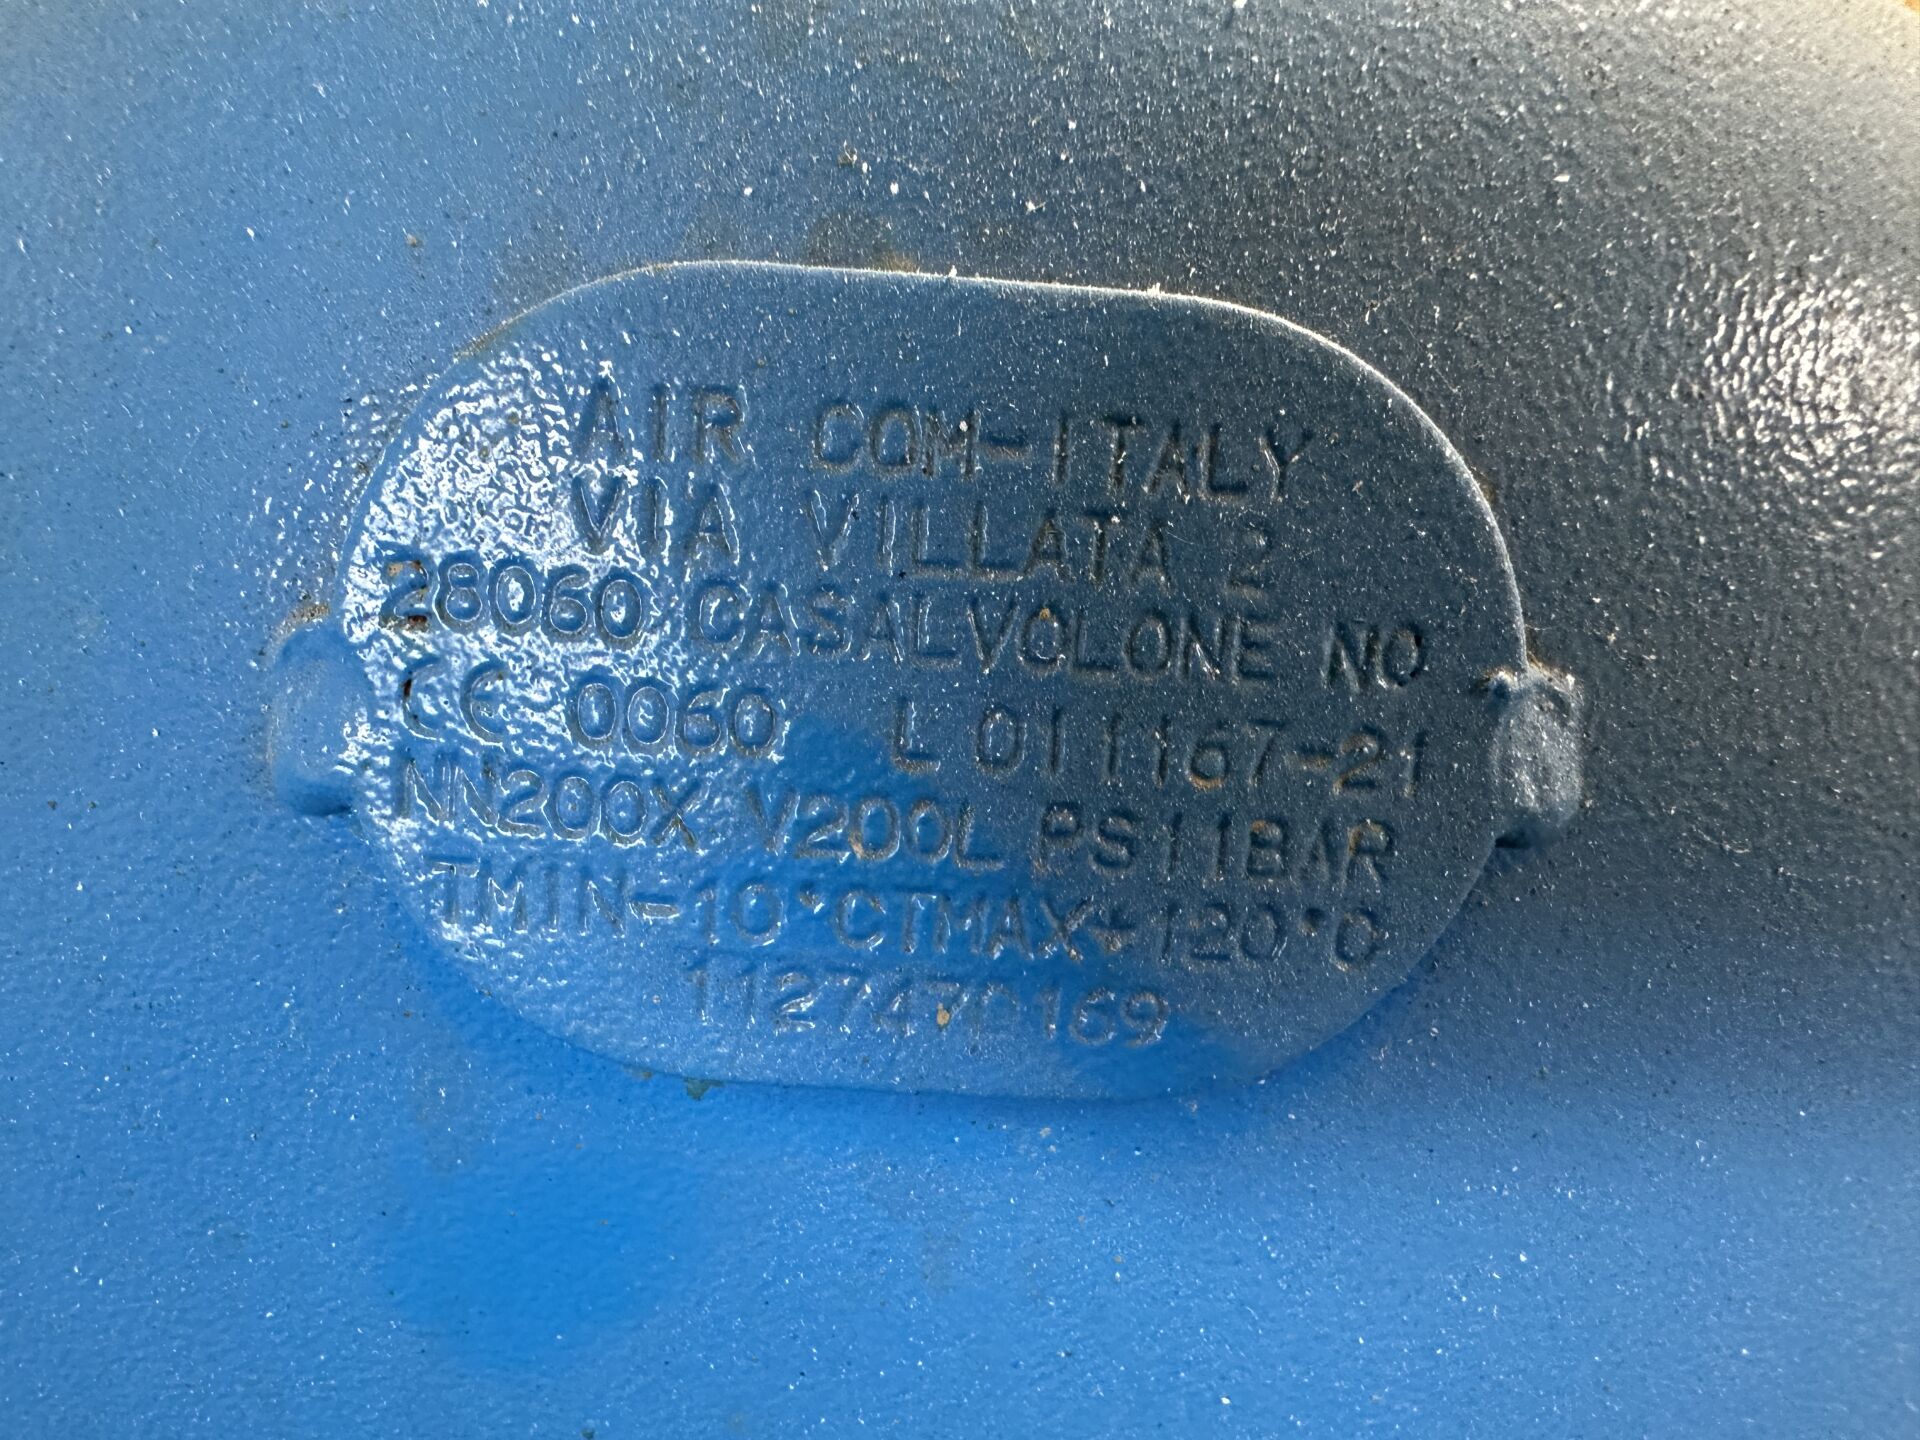 AIR COM-ITALY
VIA VILLATA 2
28060 CASALVOLONE NO
CE 0060 L 011167-21
NN200X V200L PS11BAR
TMIN-10°CTMAX+120°C
1127470169